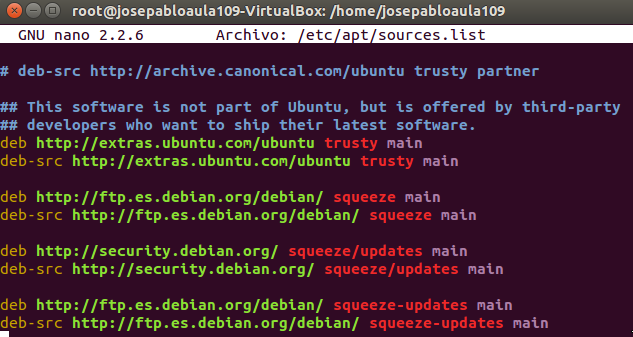 root@josepabloaula109-VirtualBox: /home/josepabloaula109
GNU nano 2.2.6 Archivo: /etc/apt/sources.list
# deb-src http://archive.canonical.com/ubuntu trusty partner
## This software is not part of Ubuntu, but is offered by third-party
## developers who want to ship their latest software.
deb http://extras.ubuntu.com/ubuntu trusty main
deb-src http://extras.ubuntu.com/ubuntu trusty main
deb http://ftp.es.debian.org/debian/ squeeze main
deb-src http://ftp.es.debian.org/debian/ squeeze main
deb http://security.debian.org/ squeeze/updates main
deb-src http://security.debian.org/ squeeze/updates main
deb http://ftp.es.debian.org/debian/ squeeze-updates main
deb-src http://ftp.es.debian.org/debian/ squeeze-updates main